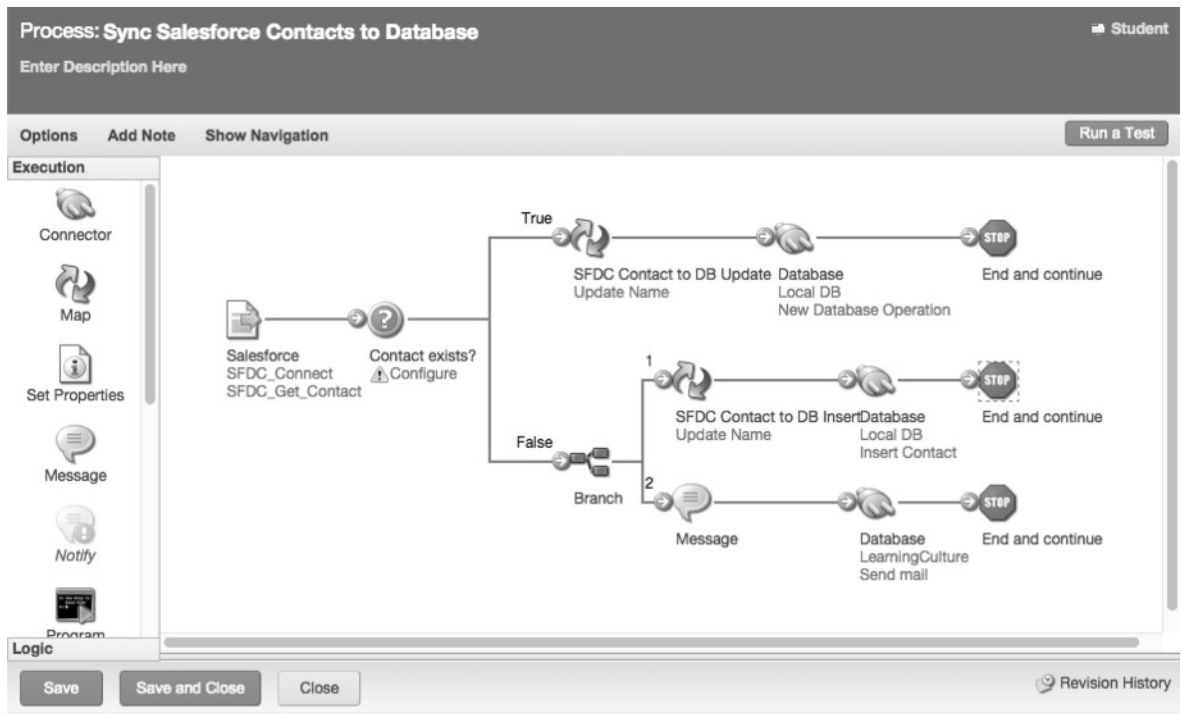 Process: Sync Salesforce Contacts to Database
Student
Enter Description Here
Options
Add Note
Show Navigation
Run a Test
Execution
Connector
Map
Set Properties
Message
Notify
Program
Logic
Salesforce
SFDC_Connect
SFDC_Get_Contact
?
Contact exists?
Configure
True
SFDC Contact to DB Update
Update Name
Database
Local DB
New Database Operation
STOP
End and continue
False
Branch
1
SFDC Contact to DB Insert
Update Name
Database
Local DB
Insert Contact
STOP
End and continue
2
Message
Database
LearningCulture
Send mail
STOP
End and continue
Save
Save and Close
Close
Revision History